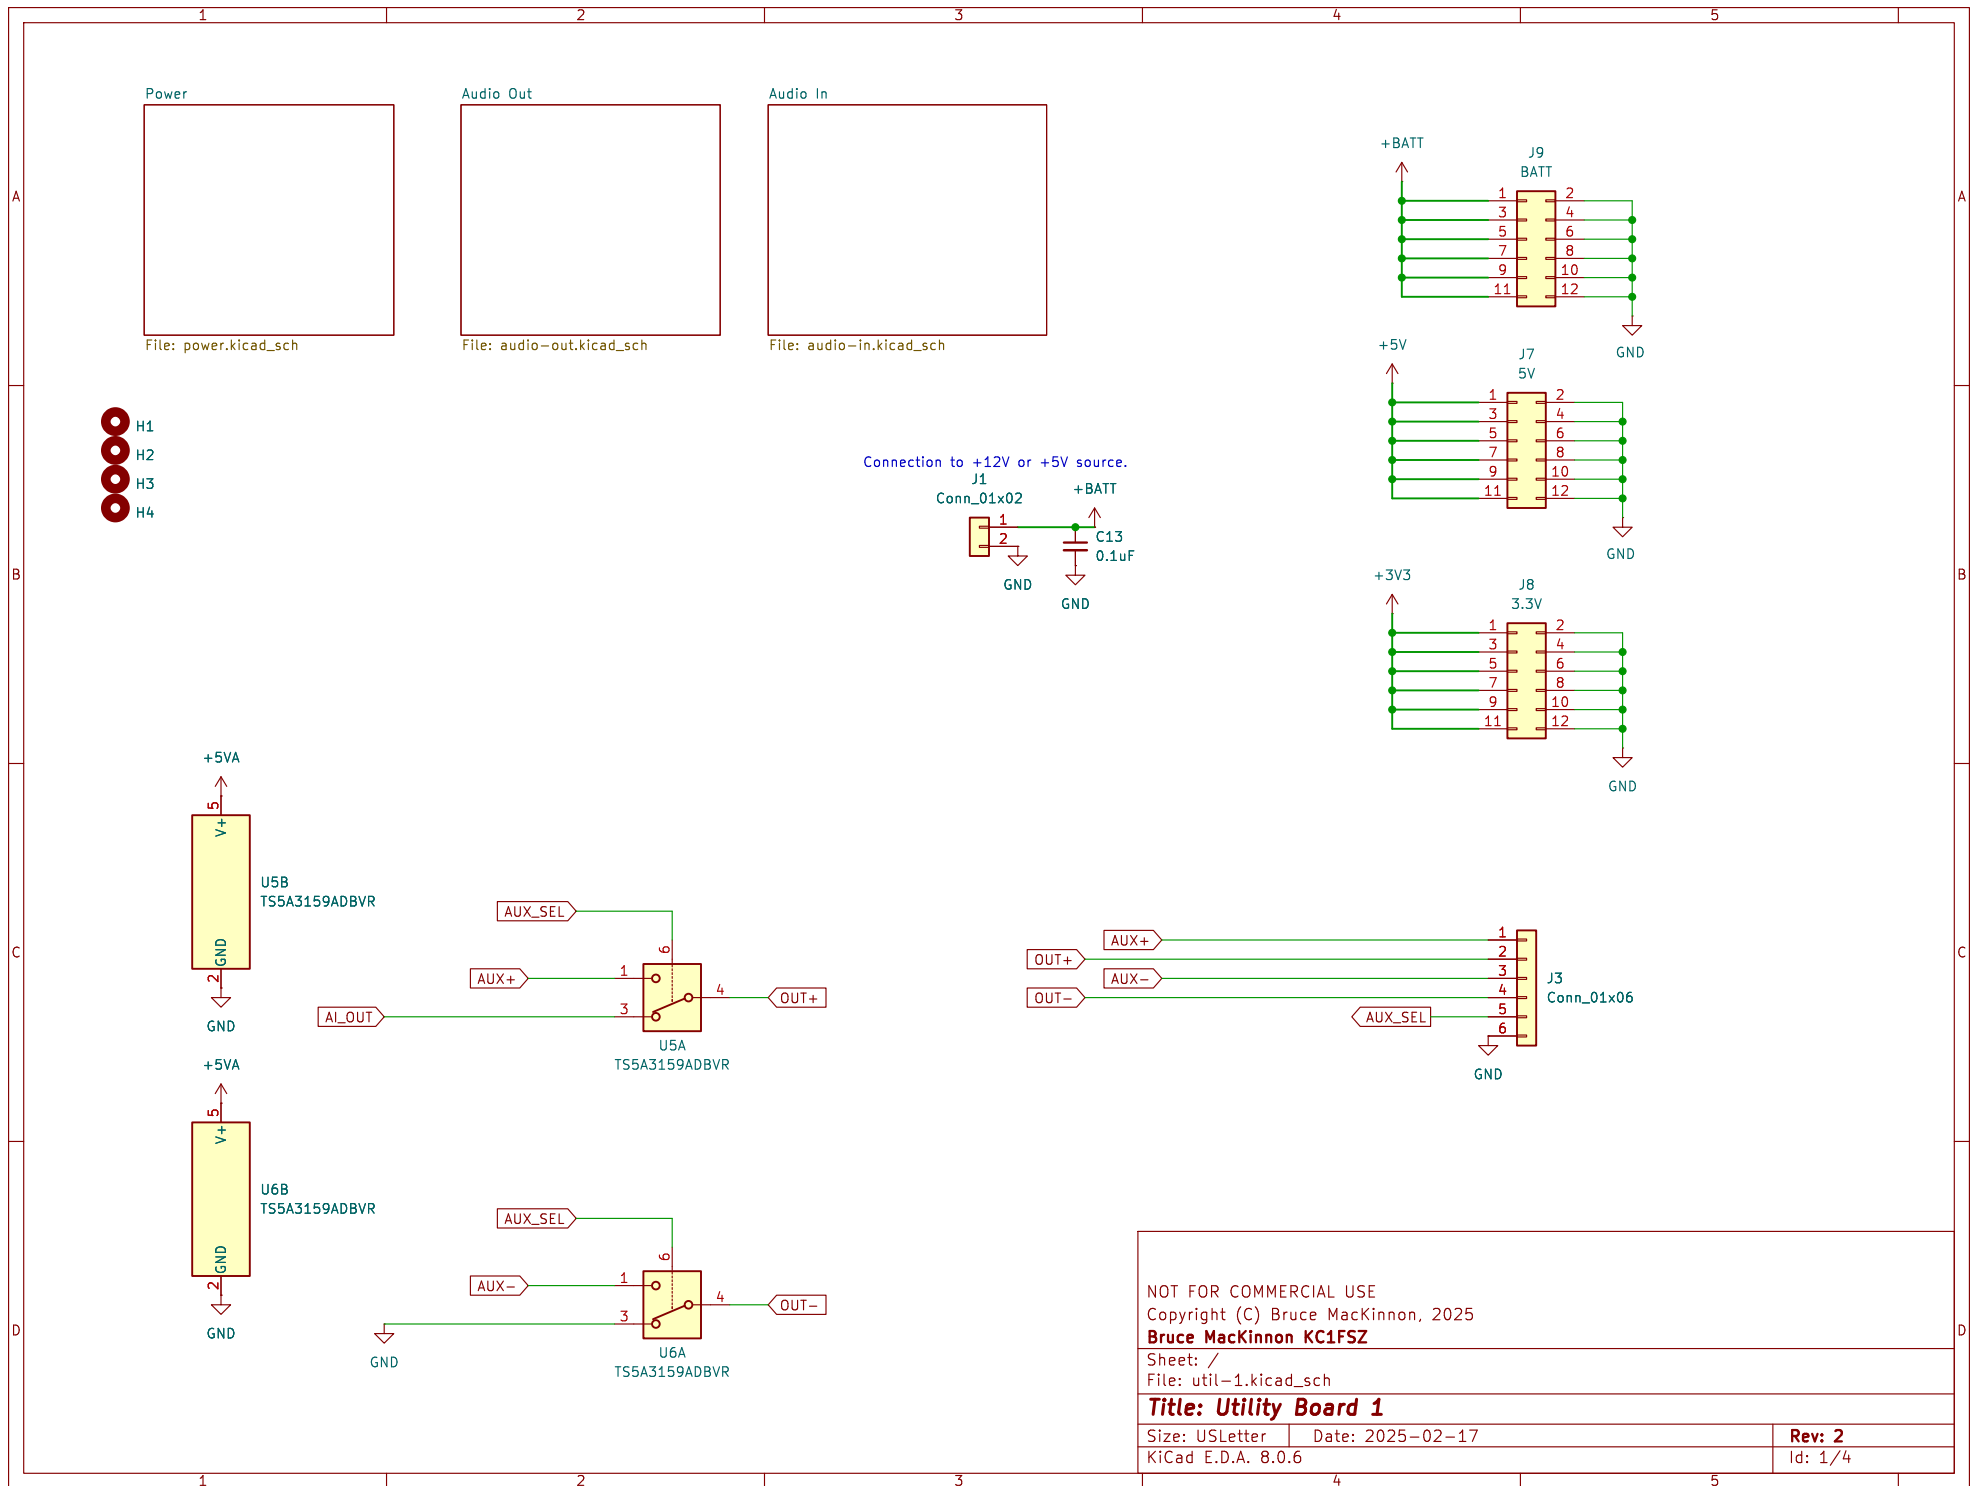 1 2 3 4 5
Power
Audio Out
Audio In
File: power.kicad_sch
File: audio-out.kicad_sch
File: audio-in.kicad_sch
A
A
+BATT
J9
BATT
1 2
3 4
5 6
7 8
9 10
11 12
GND
+5V
J7
5V
1 2
3 4
5 6
7 8
9 10
11 12
GND
H1
H2
H3
H4
Connection to +12V or +5V source.
J1
Conn_01x02
+BATT
1
2
C13
0.1uF
GND
GND
B
B
+3V3
J8
3.3V
1 2
3 4
5 6
7 8
9 10
11 12
GND
+5VA
5
V+
U5B
TS5A3159ADBVR
GND
2
GND
AUX_SEL
6
AUX+
1
4
OUT+
AI_OUT
3
U5A
TS5A3159ADBVR
C
C
AUX+
1
OUT+
2
AUX-
3
OUT-
4
AUX_SEL
5
6
J3
Conn_01x06
GND
+5VA
5
V+
U6B
TS5A3159ADBVR
GND
2
GND
AUX_SEL
6
AUX-
1
4
OUT-
3
GND
U6A
TS5A3159ADBVR
D
D
NOT FOR COMMERCIAL USE
Copyright (C) Bruce MacKinnon, 2025
Bruce MacKinnon KC1FSZ
Sheet: /
File: util-1.kicad_sch
Title: Utility Board 1
Size: USLetter Date: 2025-02-17 Rev: 2
KiCad E.D.A. 8.0.6 Id: 1/4
1 2 3 4 5